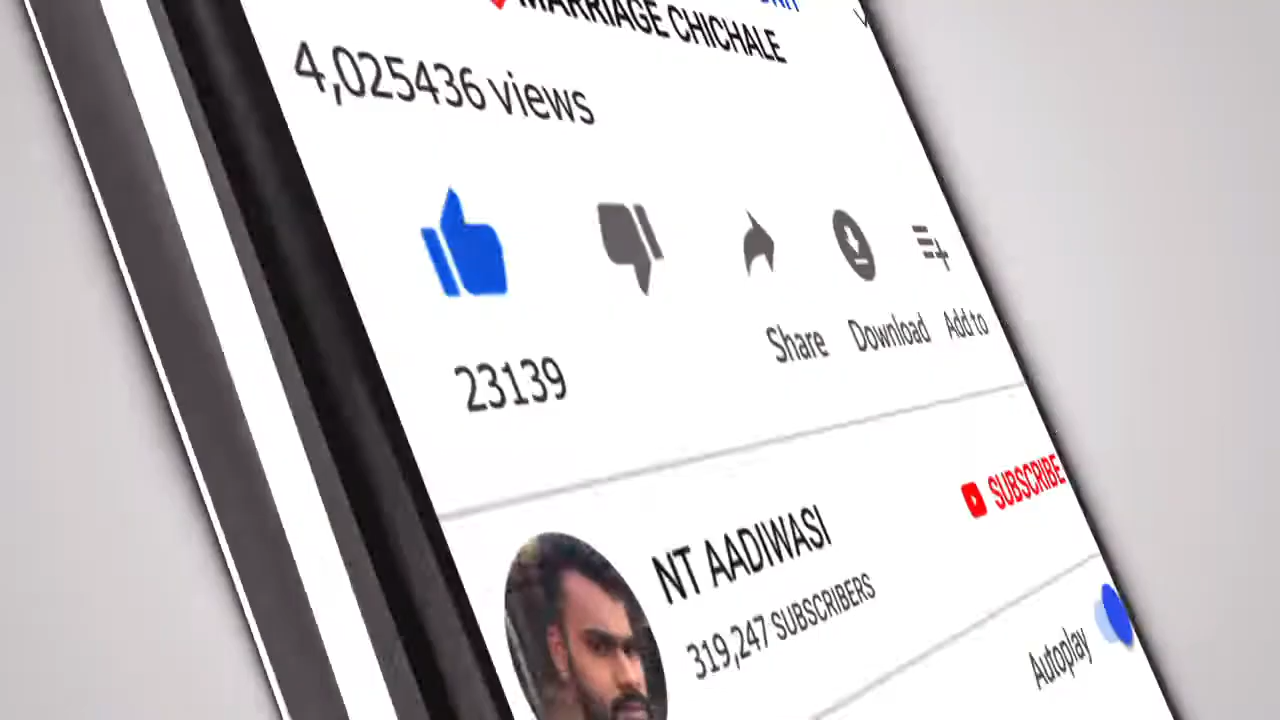 MARRIAGE CHICHALE
4,025436 views
23139
Share Download Add to
NT AADIWASI
319,247 SUBSCRIBERS
SUBSCRIBE
Autoplay